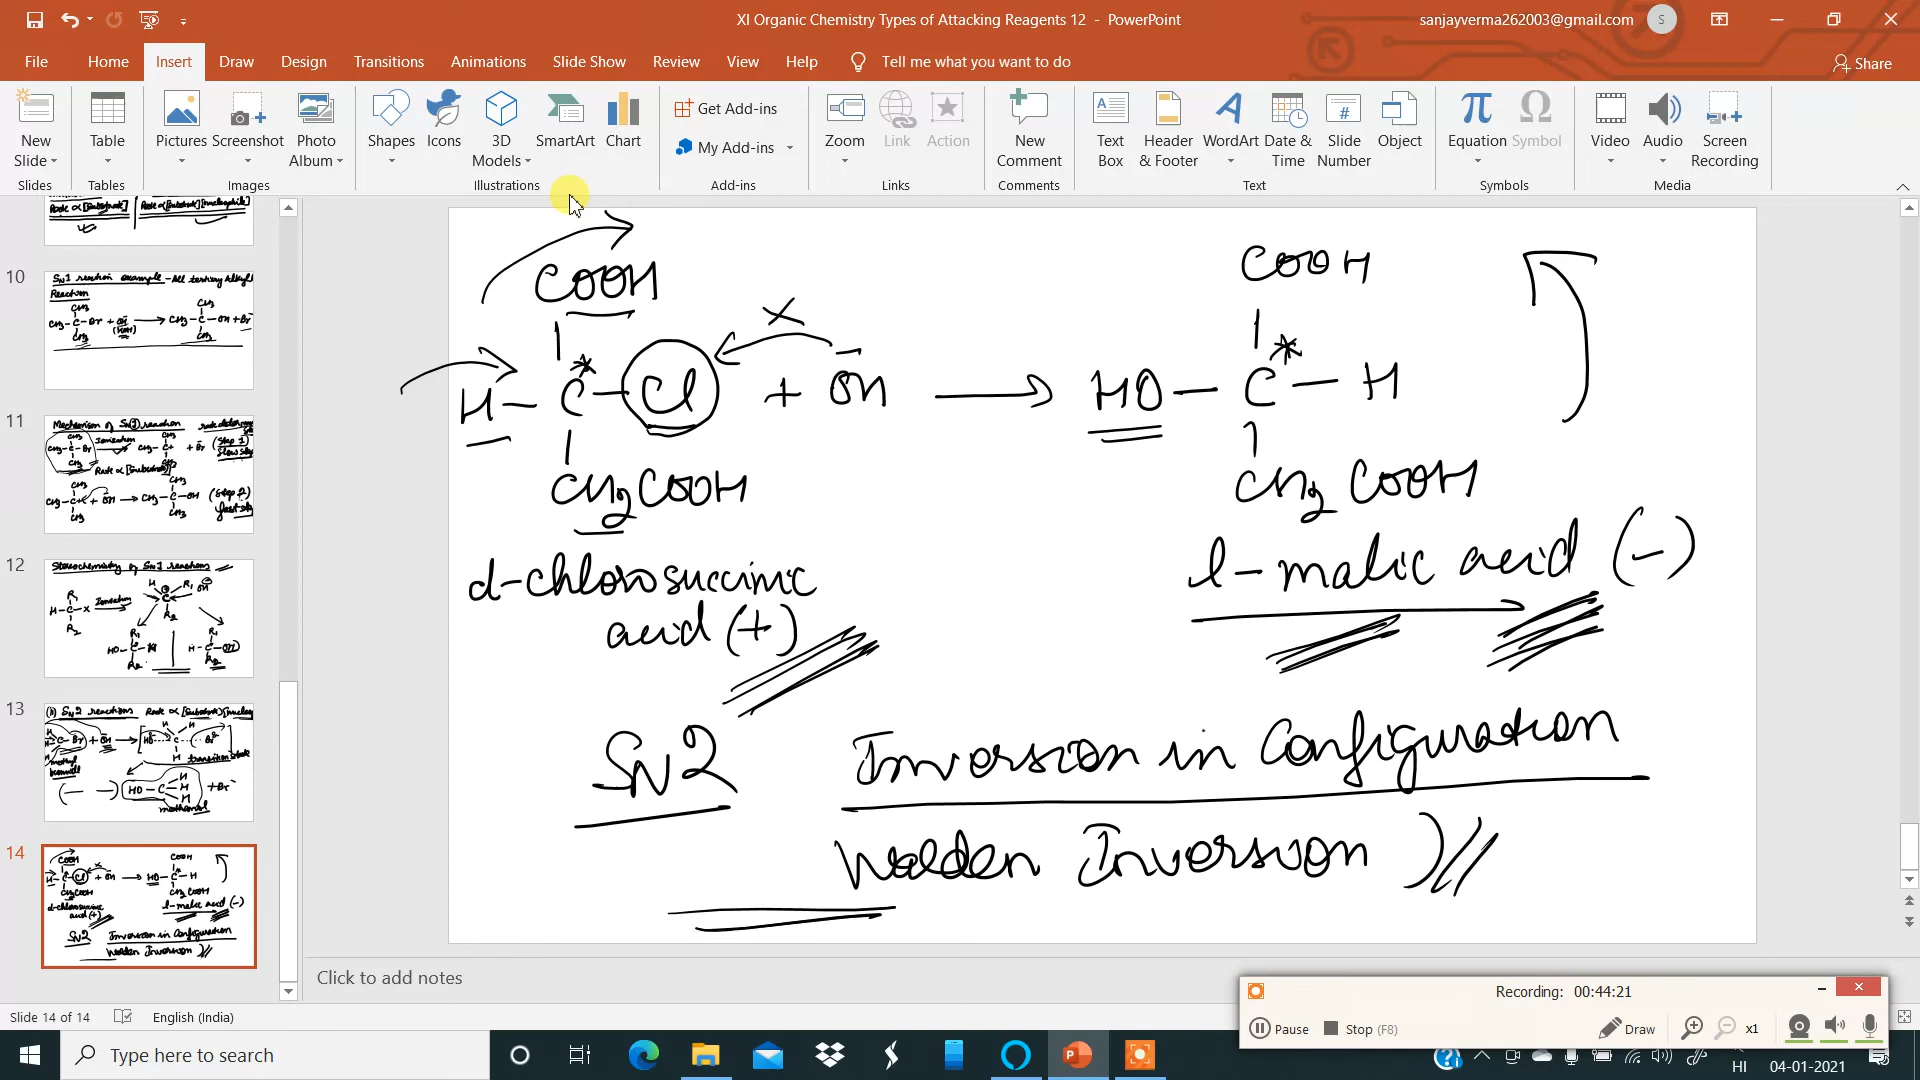 XI Organic Chemistry Types of Attacking Reagents 12 - PowerPoint
sanjayverma262003@gmail.com
S
File Home Insert Draw Design Transitions Animations Slide Show Review View Help Tell me what you want to do
Share
New Slide
Table
Pictures
Screenshot
Photo Album
Shapes
Icons
3D Models
SmartArt
Chart
Get Add-ins
My Add-ins
Zoom
Link
Action
New Comment
Text Box
Header & Footer
WordArt
Date & Time
Slide Number
Object
Equation
Symbol
Video
Audio
Screen Recording
Slides Tables Images Illustrations Add-ins Links Comments Text Symbols Media
10
11
12
13
14
COOH
H - C* - Cl + OH
CH2COOH
d-chlorosuccinic
acid (+)
COOH
HO - C* - H
CH2 COOH
l-malic acid (-)
SN2
Inversion in Configuration
Walden Inversion
Click to add notes
Slide 14 of 14 English (India)
Recording: 00:44:21
Pause Stop (F8) Draw x1
Type here to search
HI 04-01-2021